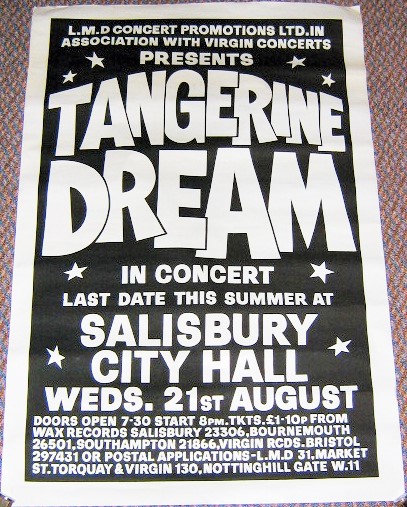 L.M.D CONCERT PROMOTIONS LTD.IN
ASSOCIATION WITH VIRGIN CONCERTS
PRESENTS
TANGERINE
DREAM
IN CONCERT
LAST DATE THIS SUMMER AT
SALISBURY
CITY HALL
WEDS. 21ST AUGUST
DOORS OPEN 7-30 START 8PM.TKTS.£1-10P FROM
WAX RECORDS SALISBURY 23306,BOURNEMOUTH
26501,SOUTHAMPTON 21866,VIRGIN RCDS.BRISTOL
297431 OR POSTAL APPLICATIONS-L.M.D 31,MARKET
ST.TORQUAY & VIRGIN 130,NOTTINGHILL GATE W.11